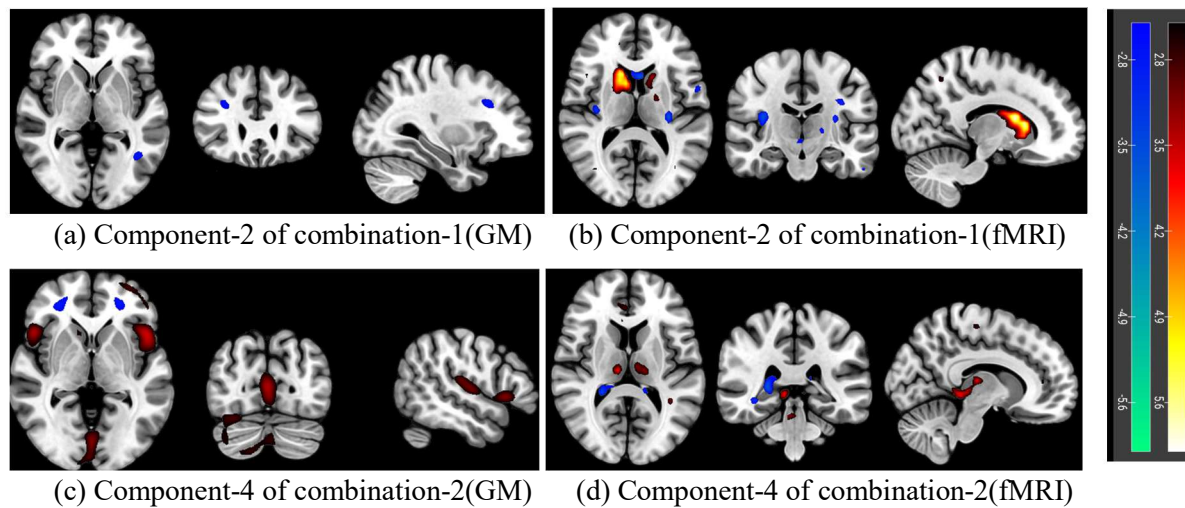 (a) Component-2 of combination-1(GM)
(b) Component-2 of combination-1(fMRI)
(c) Component-4 of combination-2(GM)
(d) Component-4 of combination-2(fMRI)
-2.8
-3.5
-4.2
-4.9
-5.6
2.8
3.5
4.2
4.9
5.6